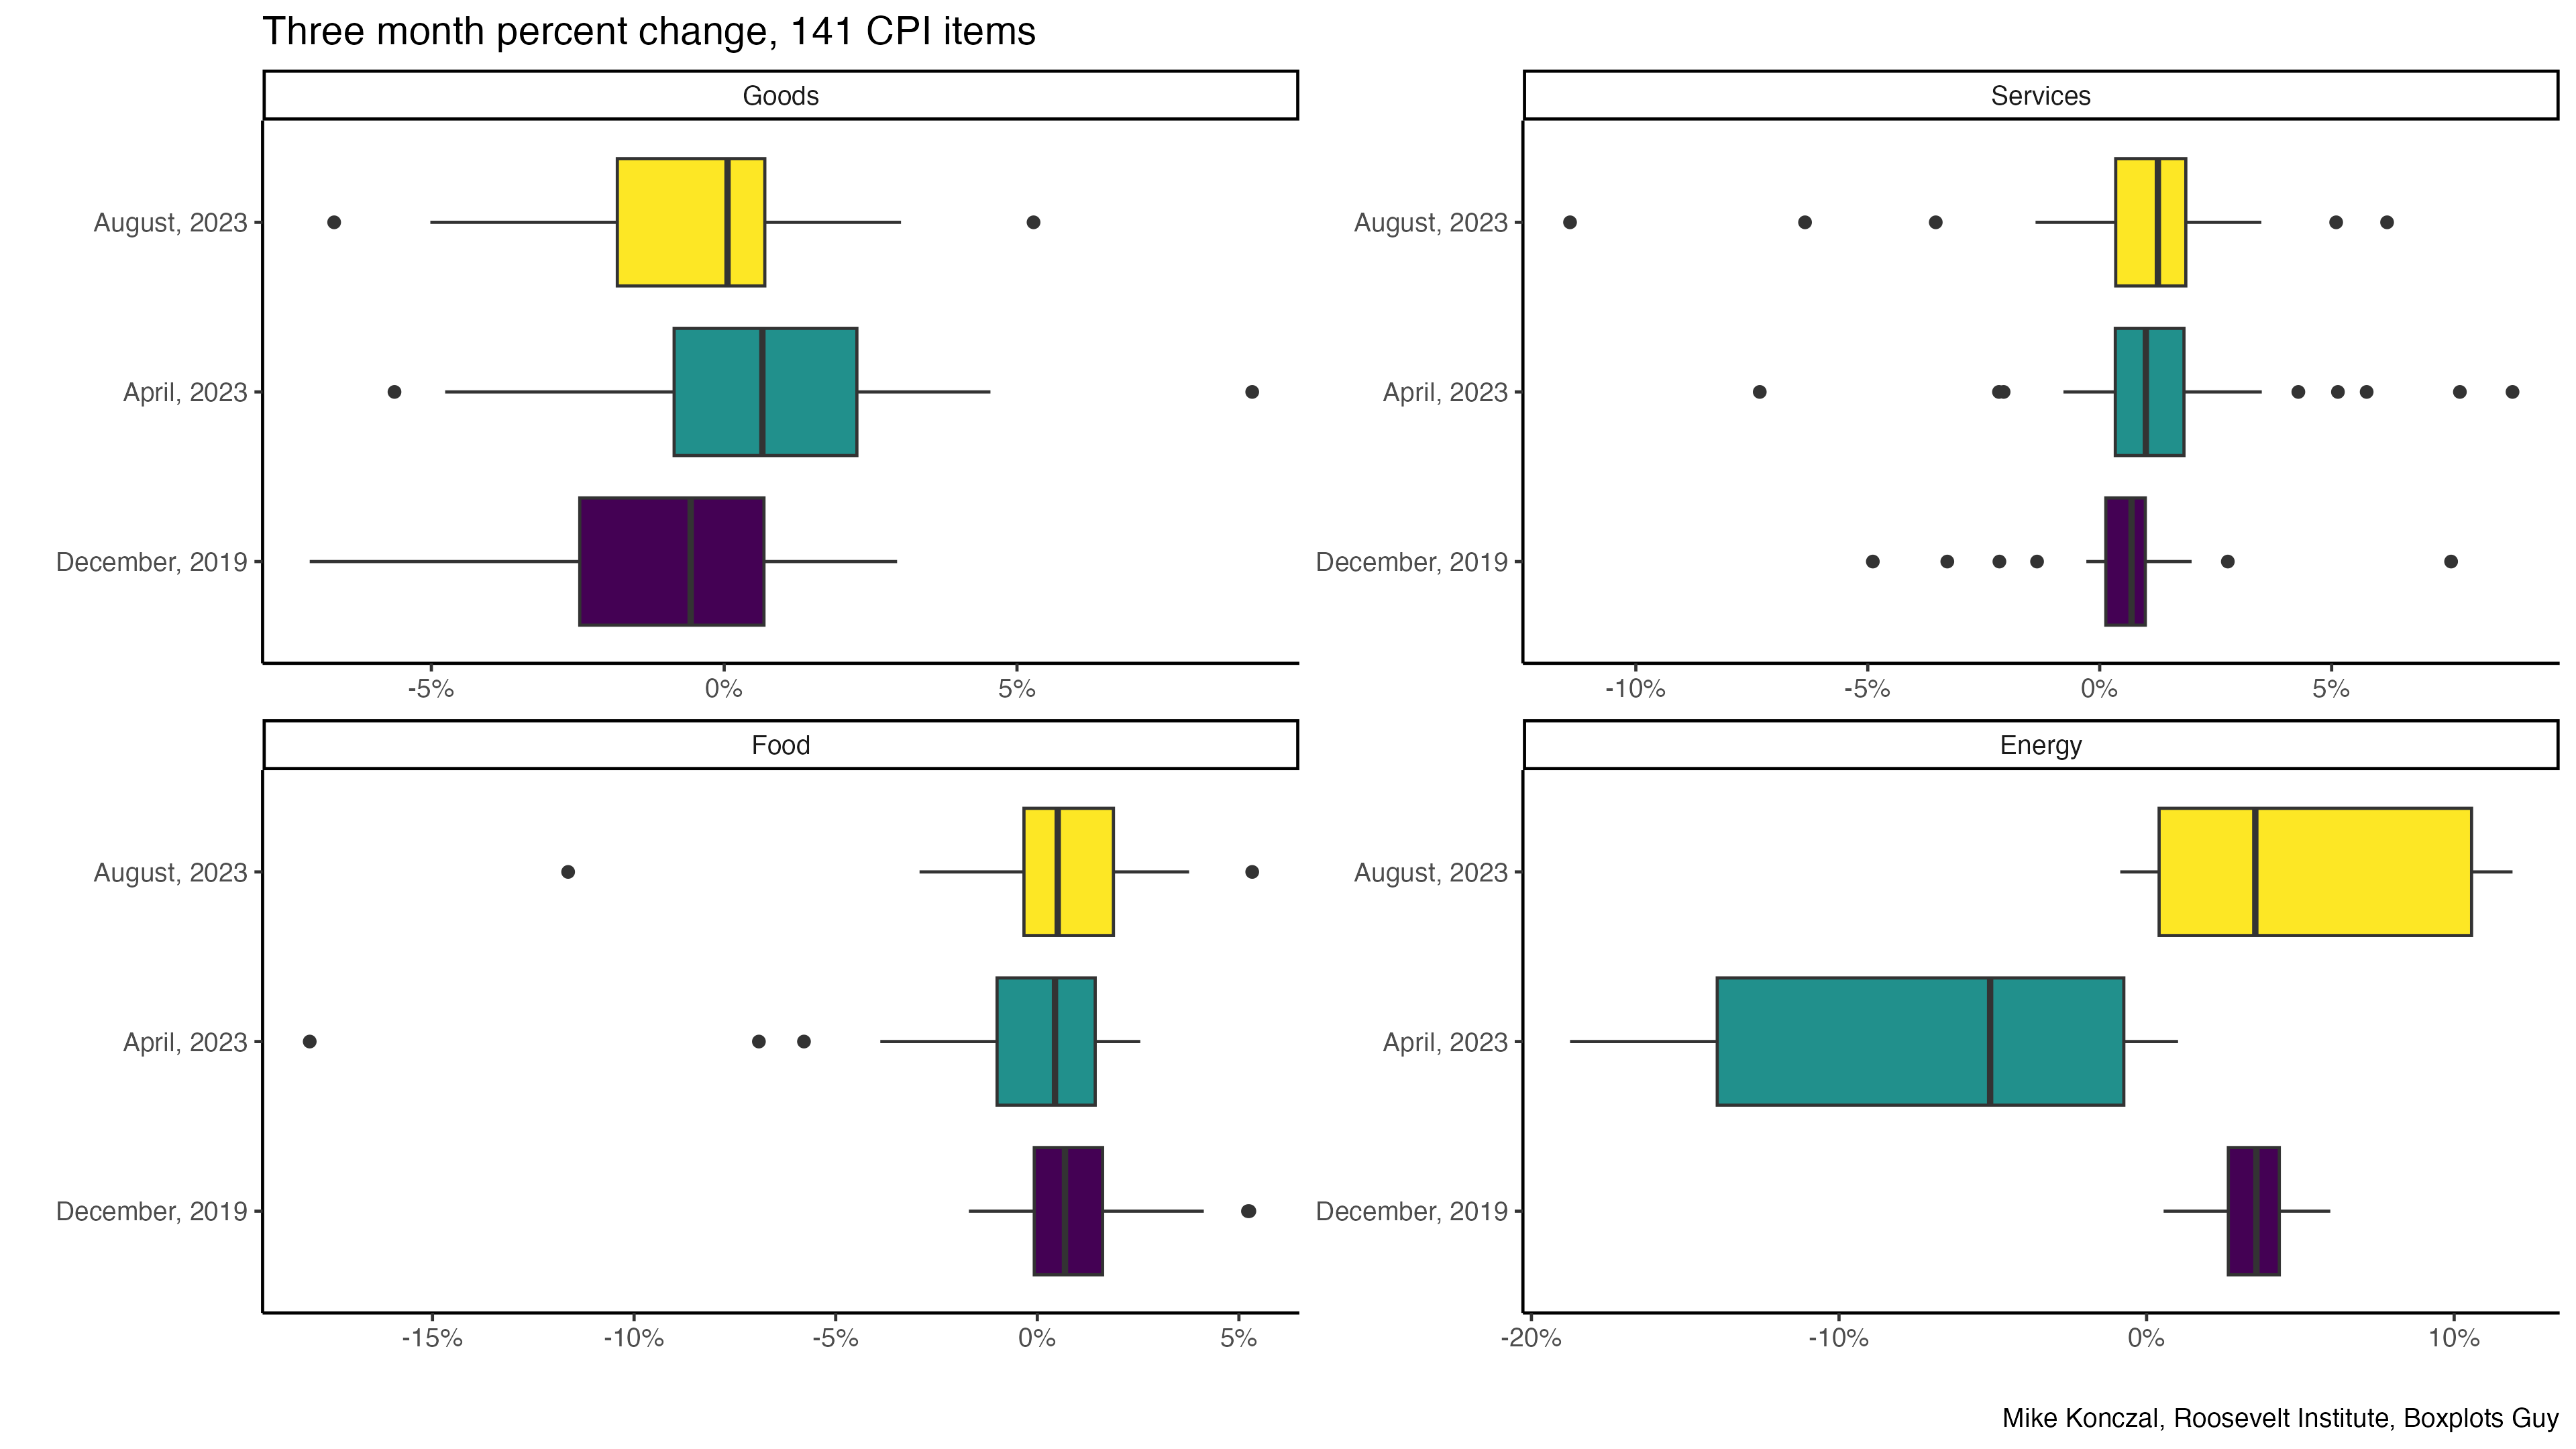 Three month percent change, 141 CPI items
Goods
August, 2023
April, 2023
December, 2019
-5% 0% 5%
Services
August, 2023
April, 2023
December, 2019
-10% -5% 0% 5%
Food
August, 2023
April, 2023
December, 2019
-15% -10% -5% 0% 5%
Energy
August, 2023
April, 2023
December, 2019
-20% -10% 0% 10%
Mike Konczal, Roosevelt Institute, Boxplots Guy